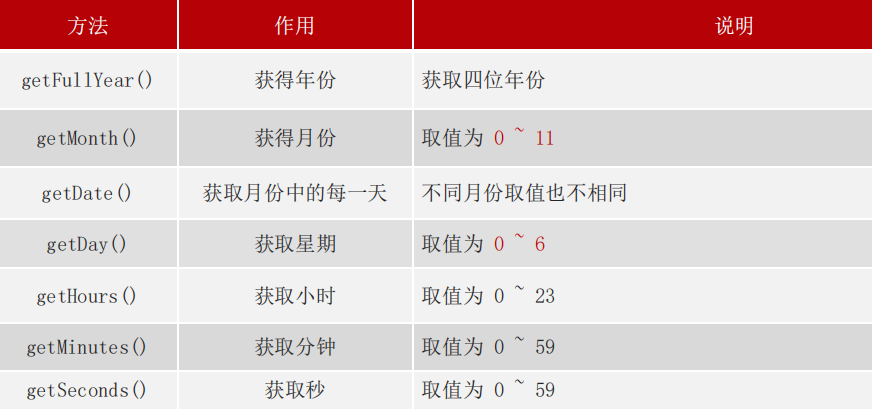 方法 作用 说明
getFullYear() 获得年份 获取四位年份
getMonth() 获得月份 取值为 0 ~ 11
getDate() 获取月份中的每一天 不同月份取值也不相同
getDay() 获取星期 取值为 0 ~ 6
getHours() 获取小时 取值为 0 ~ 23
getMinutes() 获取分钟 取值为 0 ~ 59
getSeconds() 获取秒 取值为 0 ~ 59